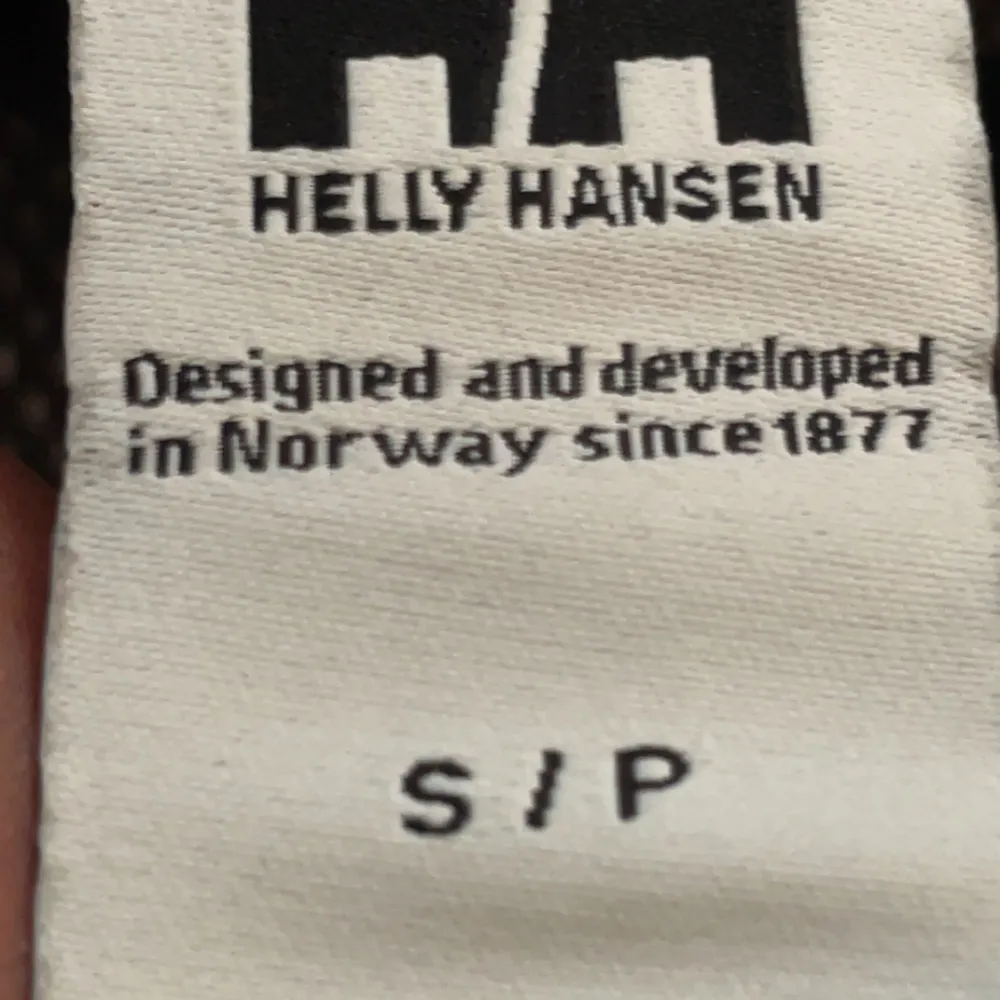 HELLY HANSEN
Designed and developed
in Norway since 1877
S / P